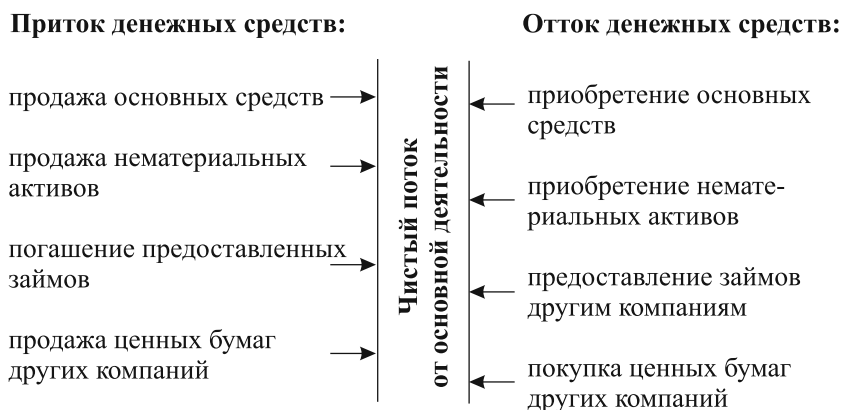 Приток денежных средств:
продажа основных средств
продажа нематериальных
активов
погашение предоставленных
займов
продажа ценных бумаг
других компаний
Чистый поток
от основной деятельности
Отток денежных средств:
приобретение основных
средств
приобретение немате-
риальных активов
предоставление займов
другим компаниям
покупка ценных бумаг
других компаний